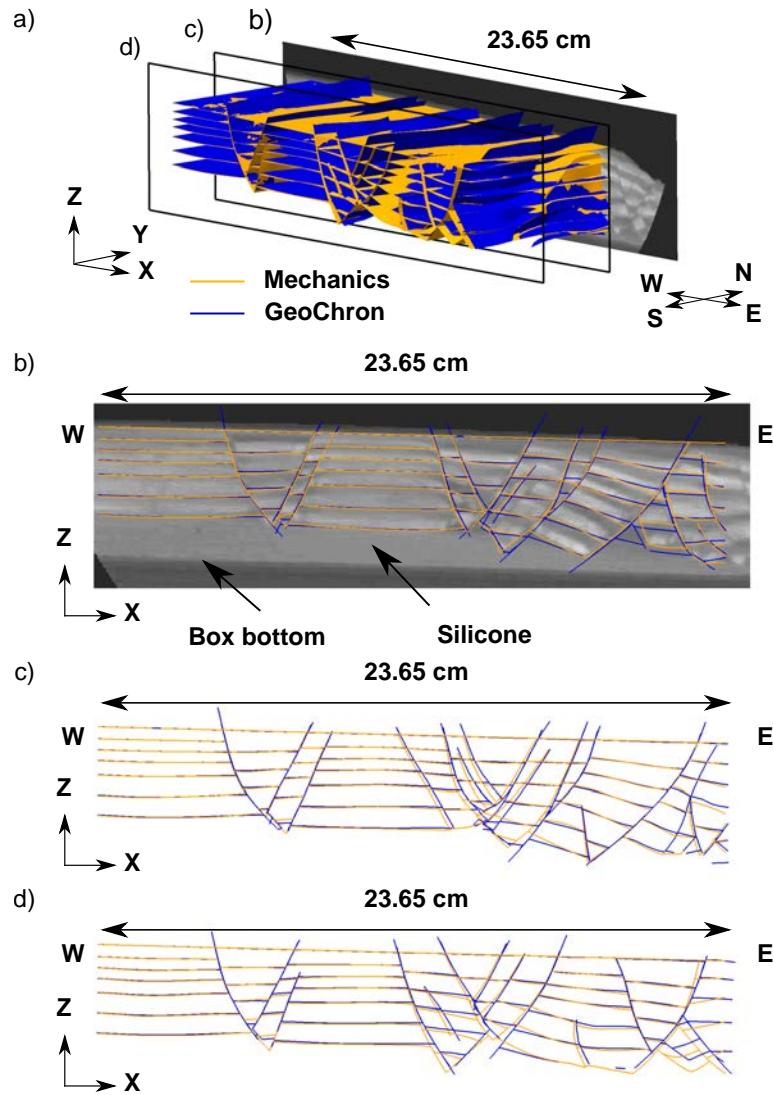 a)
b)
c)
d)
23.65 cm
Z
Y
X
Mechanics
GeoChron
W
N
S
E
b)
23.65 cm
W
E
Z
X
Box bottom
Silicone
c)
23.65 cm
W
E
Z
X
d)
23.65 cm
W
E
Z
X